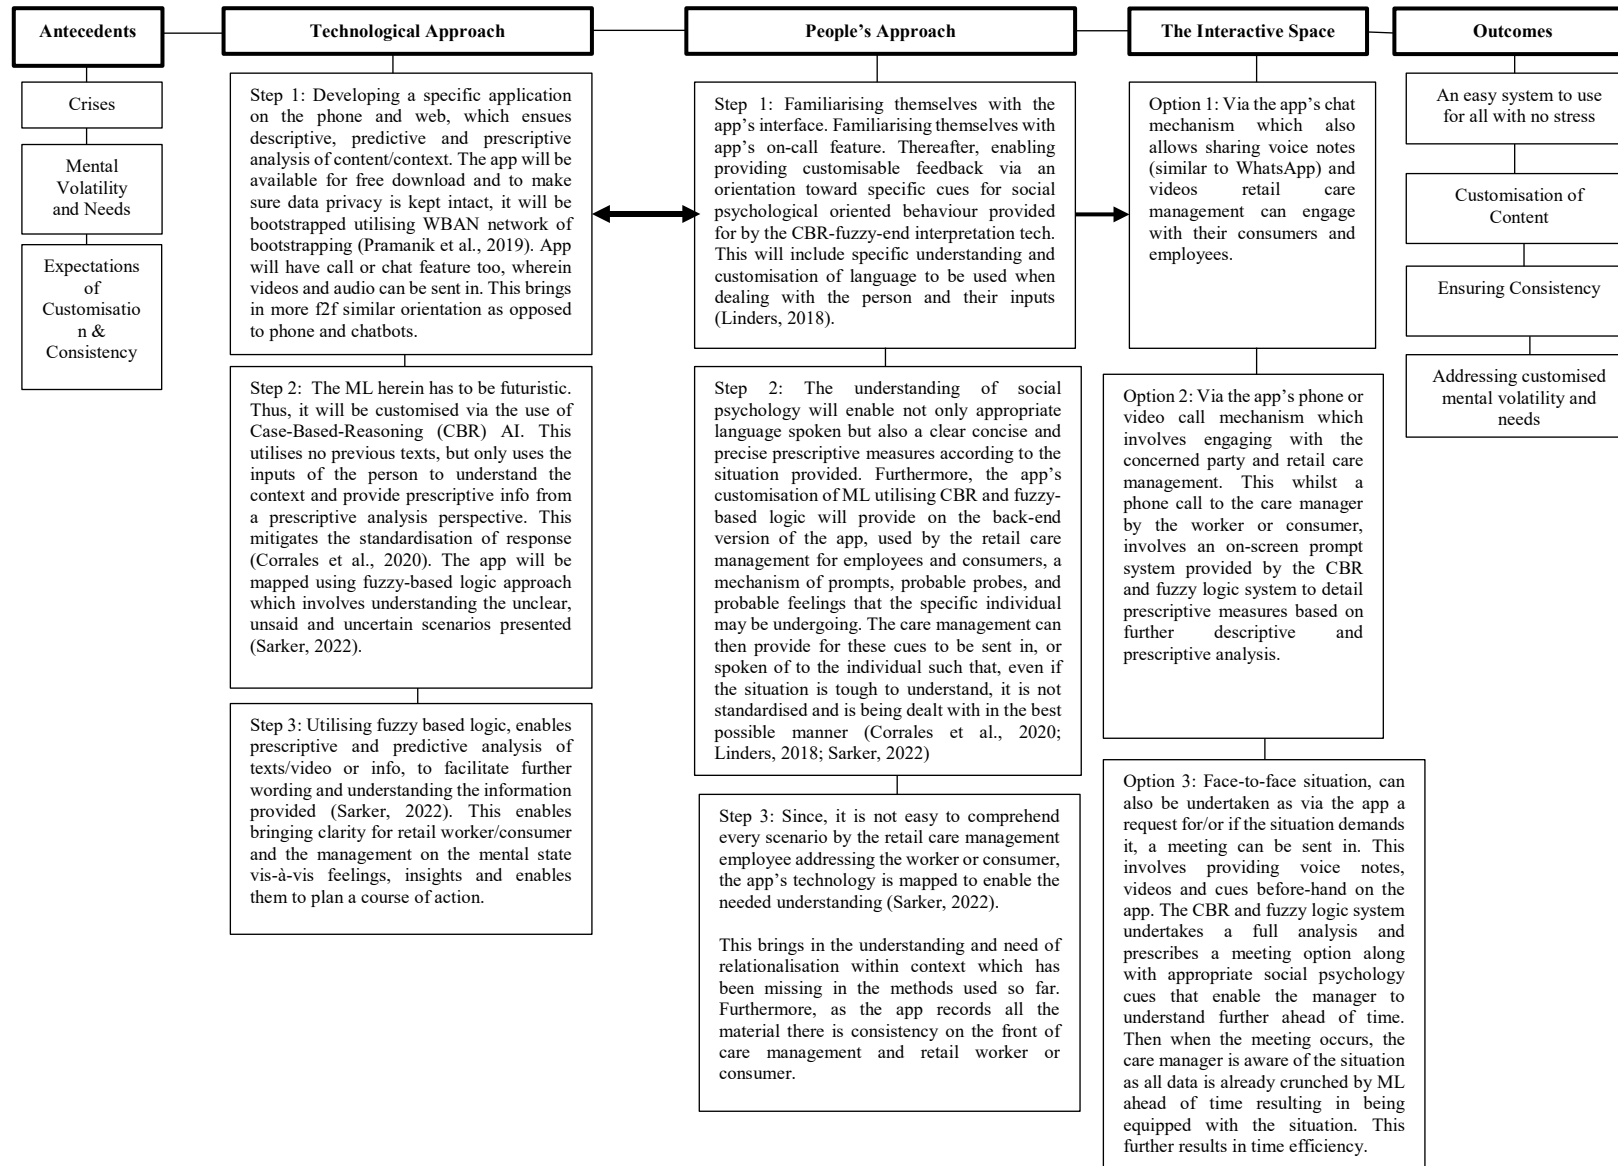 Antecedents
Technological Approach
People’s Approach
The Interactive Space
Outcomes
Crises
Mental
Volatility
and Needs
Expectations
of
Customisatio
n &
Consistency
Step 1: Developing a specific application
on the phone and web, which ensues
descriptive, predictive and prescriptive
analysis of content/context. The app will be
available for free download and to make
sure data privacy is kept intact, it will be
bootstrapped utilising WBAN network of
bootstrapping (Pramanik et al., 2019). App
will have call or chat feature too, wherein
videos and audio can be sent in. This brings
in more f2f similar orientation as opposed
to phone and chatbots.
Step 2: The ML herein has to be futuristic.
Thus, it will be customised via the use of
Case-Based-Reasoning (CBR) AI. This
utilises no previous texts, but only uses the
inputs of the person to understand the
context and provide prescriptive info from
a prescriptive analysis perspective. This
mitigates the standardisation of response
(Corrales et al., 2020). The app will be
mapped using fuzzy-based logic approach
which involves understanding the unclear,
unsaid and uncertain scenarios presented
(Sarker, 2022).
Step 3: Utilising fuzzy based logic, enables
prescriptive and predictive analysis of
texts/video or info, to facilitate further
wording and understanding the information
provided (Sarker, 2022). This enables
bringing clarity for retail worker/consumer
and the management on the mental state
vis-à-vis feelings, insights and enables
them to plan a course of action.
Step 1: Familiarising themselves with the
app’s interface. Familiarising themselves with
app’s on-call feature. Thereafter, enabling
providing customisable feedback via an
orientation toward specific cues for social
psychological oriented behaviour provided
for by the CBR-fuzzy-end interpretation tech.
This will include specific understanding and
customisation of language to be used when
dealing with the person and their inputs
(Linders, 2018).
Step 2: The understanding of social
psychology will enable not only appropriate
language spoken but also a clear concise and
precise prescriptive measures according to the
situation provided. Furthermore, the app’s
customisation of ML utilising CBR and fuzzy-
based logic will provide on the back-end
version of the app, used by the retail care
management for employees and consumers, a
mechanism of prompts, probable probes, and
probable feelings that the specific individual
may be undergoing. The care management can
then provide for these cues to be sent in, or
spoken of to the individual such that, even if
the situation is tough to understand, it is not
standardised and is being dealt with in the best
possible manner (Corrales et al., 2020;
Linders, 2018; Sarker, 2022)
Step 3: Since, it is not easy to comprehend
every scenario by the retail care management
employee addressing the worker or consumer,
the app’s technology is mapped to enable the
needed understanding (Sarker, 2022).
This brings in the understanding and need of
relationalisation within context which has
been missing in the methods used so far.
Furthermore, as the app records all the
material there is consistency on the front of
care management and retail worker or
consumer.
Option 1: Via the app’s chat
mechanism which also
allows sharing voice notes
(similar to WhatsApp) and
videos retail care
management can engage
with their consumers and
employees.
Option 2: Via the app’s phone or
video call mechanism which
involves engaging with the
concerned party and retail care
management. This whilst a
phone call to the care manager
by the worker or consumer,
involves an on-screen prompt
system provided by the CBR
and fuzzy logic system to detail
prescriptive measures based on
further descriptive and
prescriptive analysis.
Option 3: Face-to-face situation, can
also be undertaken as via the app a
request for/or if the situation demands
it, a meeting can be sent in. This
involves providing voice notes,
videos and cues before-hand on the
app. The CBR and fuzzy logic system
undertakes a full analysis and
prescribes a meeting option along
with appropriate social psychology
cues that enable the manager to
understand further ahead of time.
Then when the meeting occurs, the
care manager is aware of the situation
as all data is already crunched by ML
ahead of time resulting in being
equipped with the situation. This
further results in time efficiency.
An easy system to use
for all with no stress
Customisation of
Content
Ensuring Consistency
Addressing customised
mental volatility and
needs